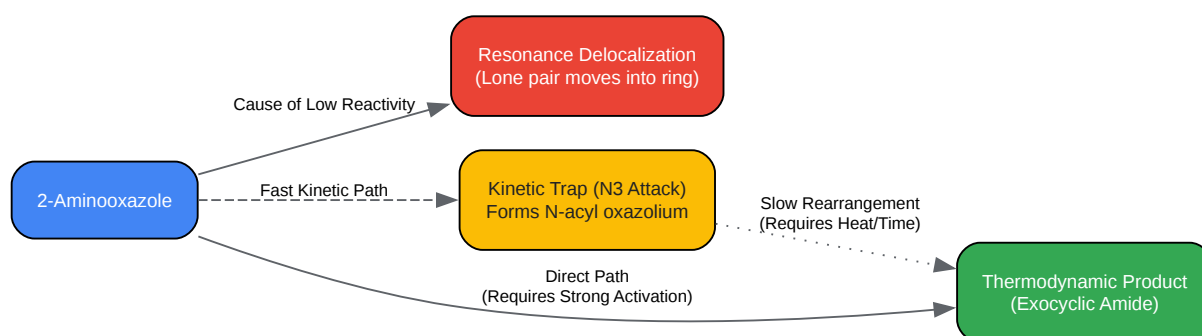 Resonance Delocalization
(Lone pair moves into ring)
Cause of Low Reactivity
2-Aminooxazole
Fast Kinetic Path
Kinetic Trap (N3 Attack)
Forms N-acyl oxazolium
Slow Rearrangement
(Requires Heat/Time)
Direct Path
(Requires Strong Activation)
Thermodynamic Product
(Exocyclic Amide)